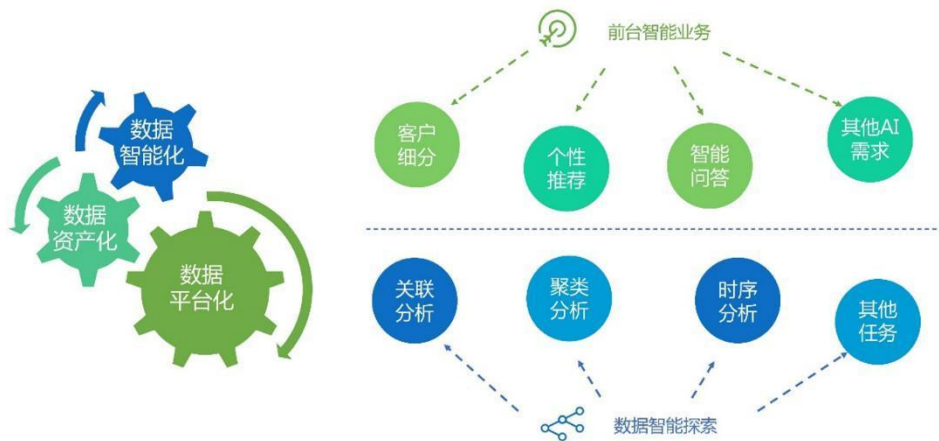 数据
智能化
数据
资产化
数据
平台化
前台智能业务
客户
细分
个性
推荐
智能
问答
其他AI
需求
关联
分析
聚类
分析
时序
分析
其他
任务
数据智能探索